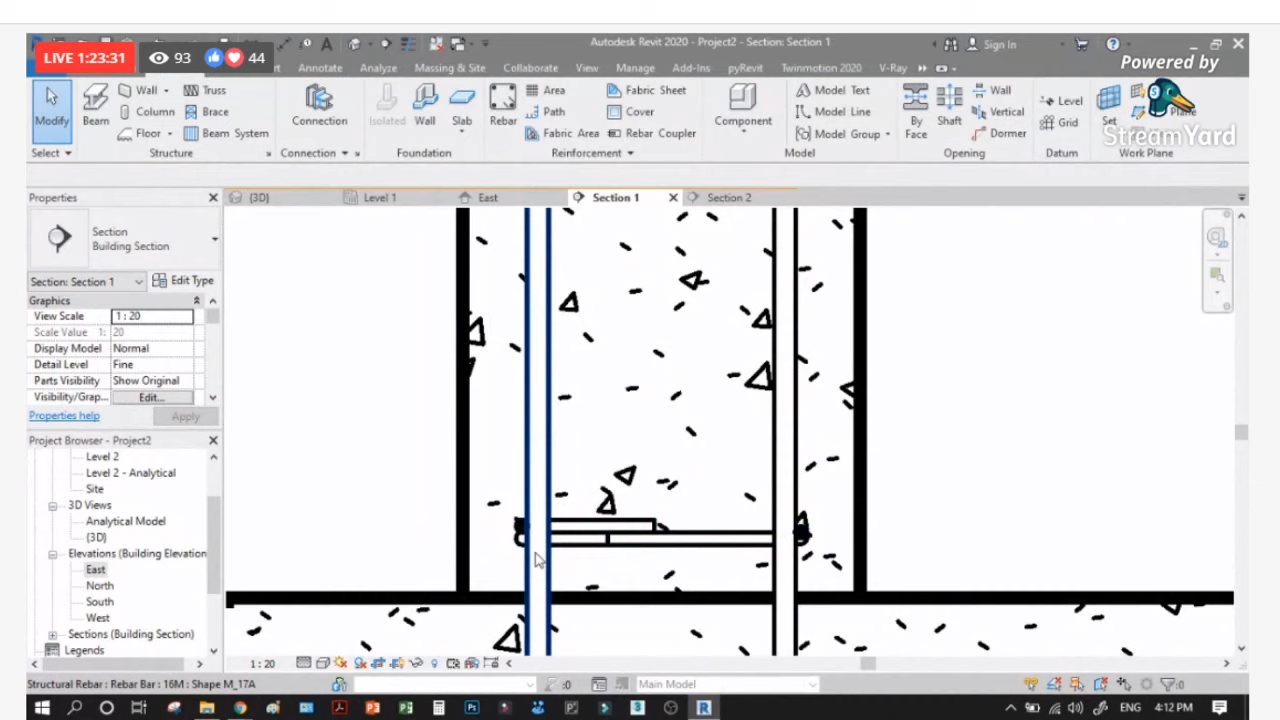 LIVE 1:23:31
93
44
Autodesk Revit 2020 - Project2 - Section: Section 1
Sign In
Powered by
StreamYard
Annotate Analyze Massing & Site Collaborate View Manage Add-Ins pyRevit Twinmotion 2020 V-Ray
Modify
Beam
Wall
Truss
Column
Brace
Floor
Beam System
Connection
Isolated
Wall
Slab
Rebar
Area
Fabric Sheet
Path
Cover
Fabric Area
Rebar Coupler
Component
Model Text
Model Line
Model Group
By
Face
Shaft
Wall
Vertical
Dormer
Level
Grid
Set
Plane
Select Structure Connection Foundation Reinforcement Model Opening Datum Work Plane
Properties
{3D} Level 1 East Section 1 Section 2
Section
Building Section
Section: Section 1 Edit Type
Graphics
View Scale 1 : 20
Scale Value 1: 20
Display Model Normal
Detail Level Fine
Parts Visibility Show Original
Visibility/Grap... Edit...
Properties help Apply
Project Browser - Project2
Level 2
Level 2 - Analytical
Site
3D Views
Analytical Model
{3D}
Elevations (Building Elevation
East
North
South
West
Sections (Building Section)
Legends
1 : 20
Structural Rebar : Rebar Bar : 16M : Shape M_17A
:0
Main Model
:0
ENG 4:12 PM